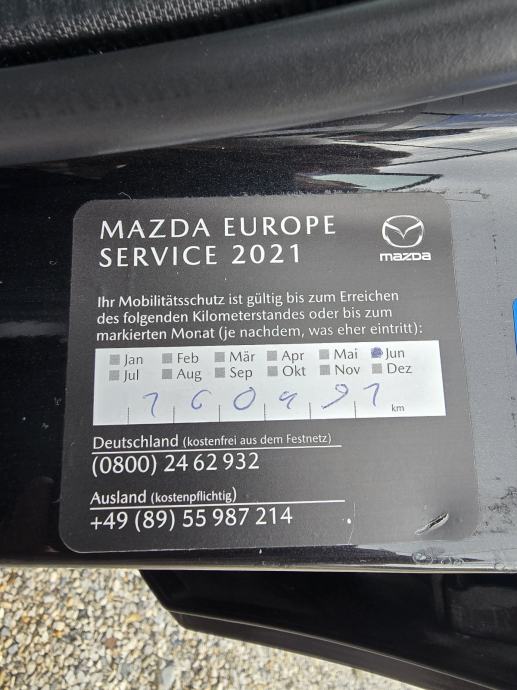 MAZDA EUROPE
SERVICE 2021
mazda
Ihr Mobilitätsschutz ist gültig bis zum Erreichen
des folgenden Kilometerstandes oder bis zum
markierten Monat (je nachdem, was eher eintritt):
Jan Feb Mär Apr Mai Jun
Jul Aug Sep Okt Nov Dez
160491 km
Deutschland (kostenfrei aus dem Festnetz)
(0800) 24 62 932
Ausland (kostenpflichtig)
+49 (89) 55 987 214